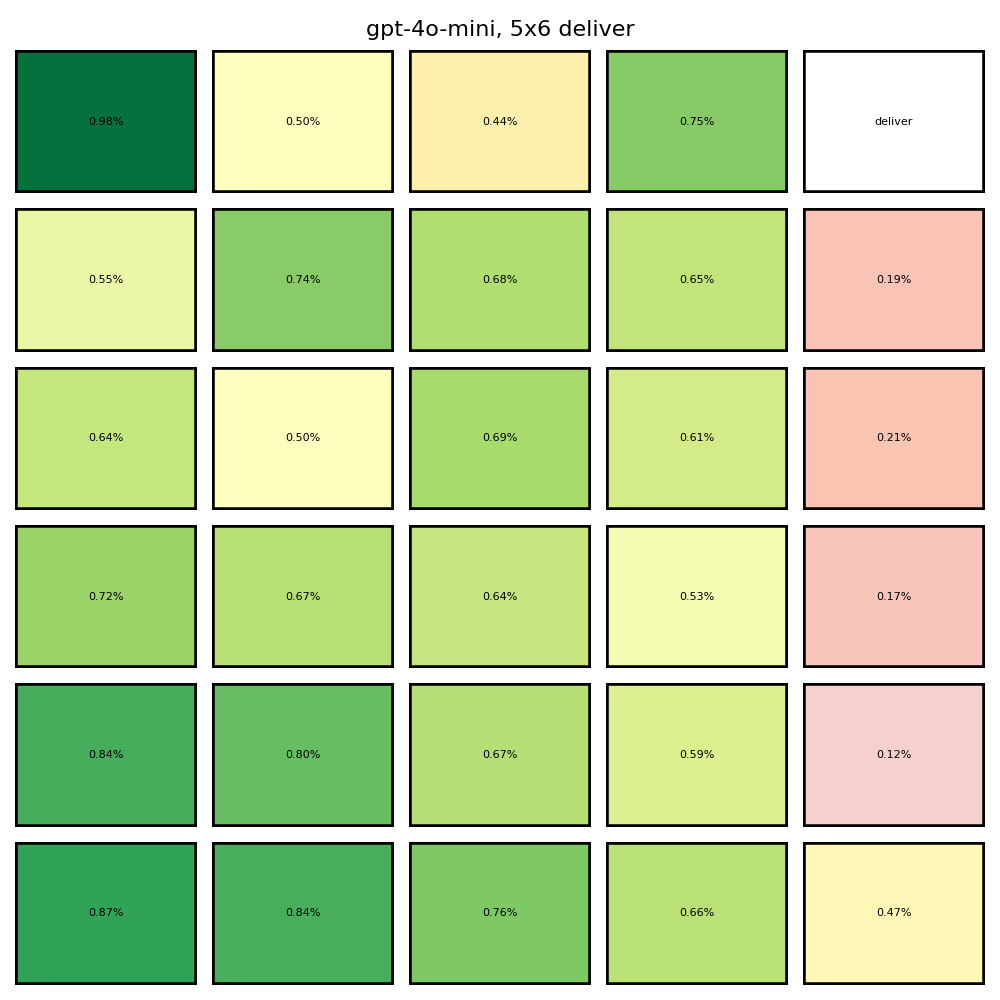 gpt-4o-mini, 5x6 deliver
0.98% 0.50% 0.44% 0.75% deliver
0.55% 0.74% 0.68% 0.65% 0.19%
0.64% 0.50% 0.69% 0.61% 0.21%
0.72% 0.67% 0.64% 0.53% 0.17%
0.84% 0.80% 0.67% 0.59% 0.12%
0.87% 0.84% 0.76% 0.66% 0.47%